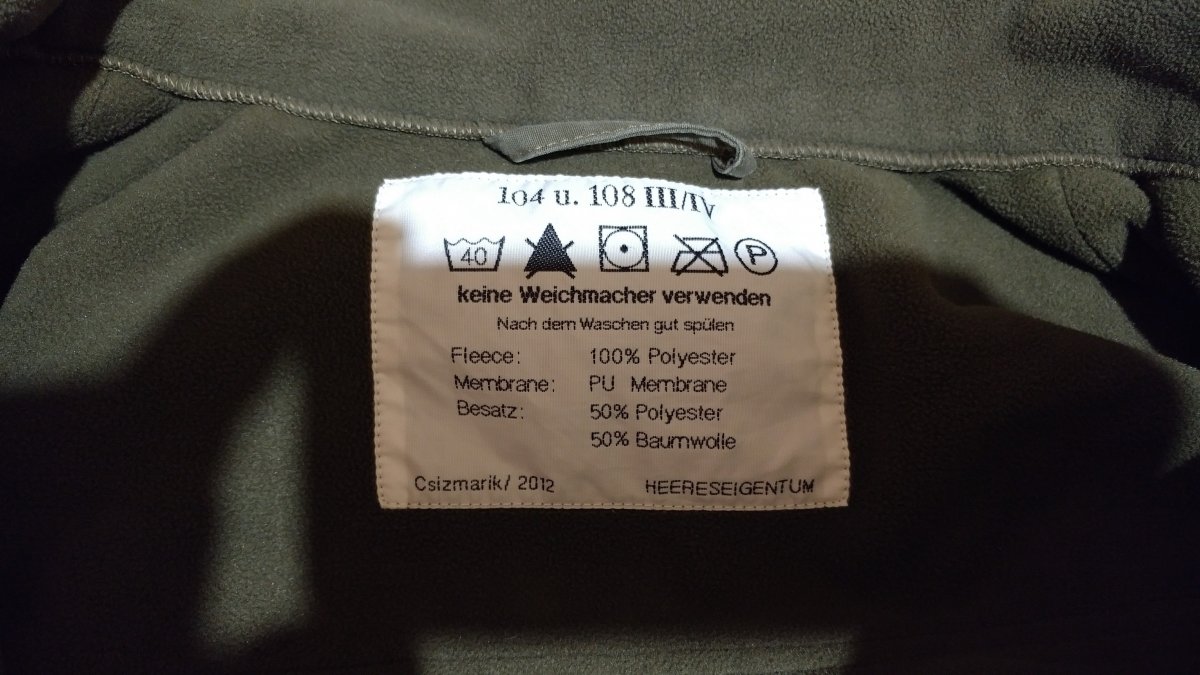 104 u. 108 III/IV
40 P
keine Weichmacher verwenden
Nach dem Waschen gut spülen
Fleece: 100% Polyester
Membrane: PU Membrane
Besatz: 50% Polyester
50% Baumwolle
Csizmarik/ 2012 HEERESEIGENTUM